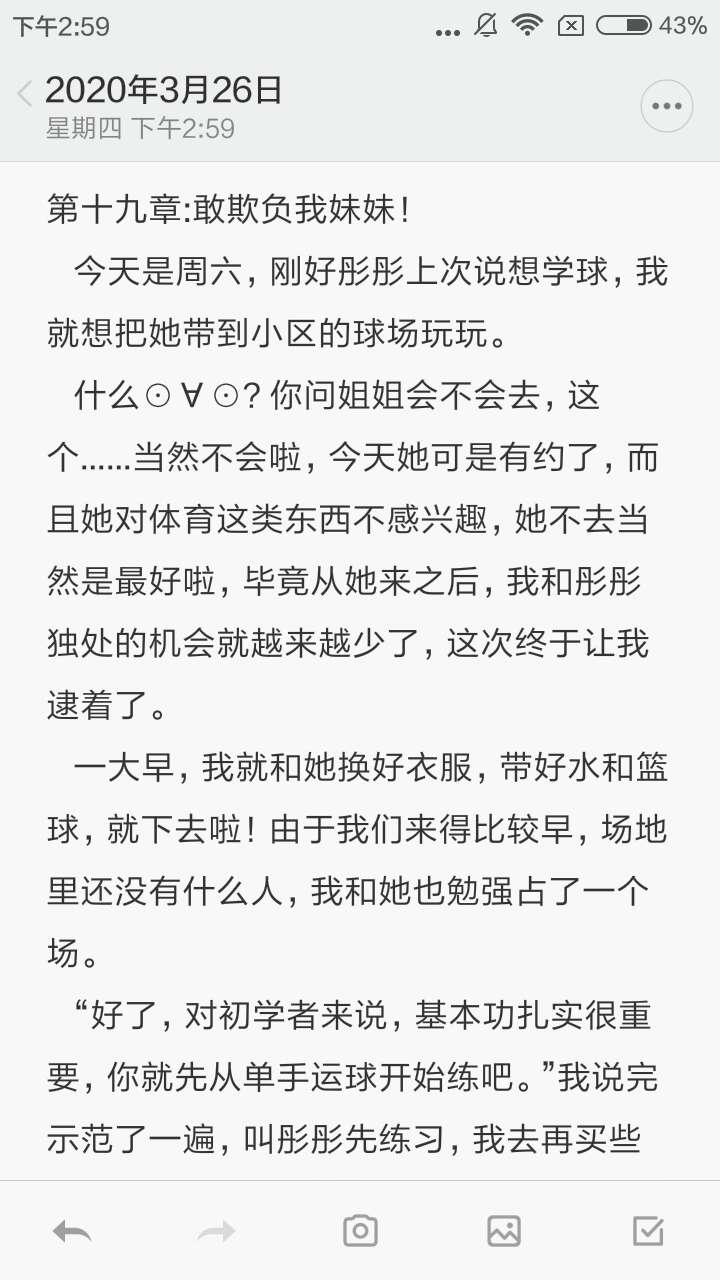 下午2:59
... 43%
2020年3月26日
星期四 下午2:59
第十九章:敢欺负我妹妹！
今天是周六，刚好彤彤上次说想学球，我
就想把她带到小区的球场玩玩。
什么⊙∀⊙？你问姐姐会不会去，这
个……当然不会啦，今天她可是有约了，而
且她对体育这类东西不感兴趣，她不去当
然是最好啦，毕竟从她来之后，我和彤彤
独处的机会就越来越少了，这次终于让我
逮着了。
一大早，我就和她换好衣服，带好水和篮
球，就下去啦！由于我们来得比较早，场地
里还没有什么人，我和她也勉强占了一个
场。
“好了，对初学者来说，基本功扎实很重
要，你就先从单手运球开始练吧。”我说完
示范了一遍，叫彤彤先练习，我去再买些